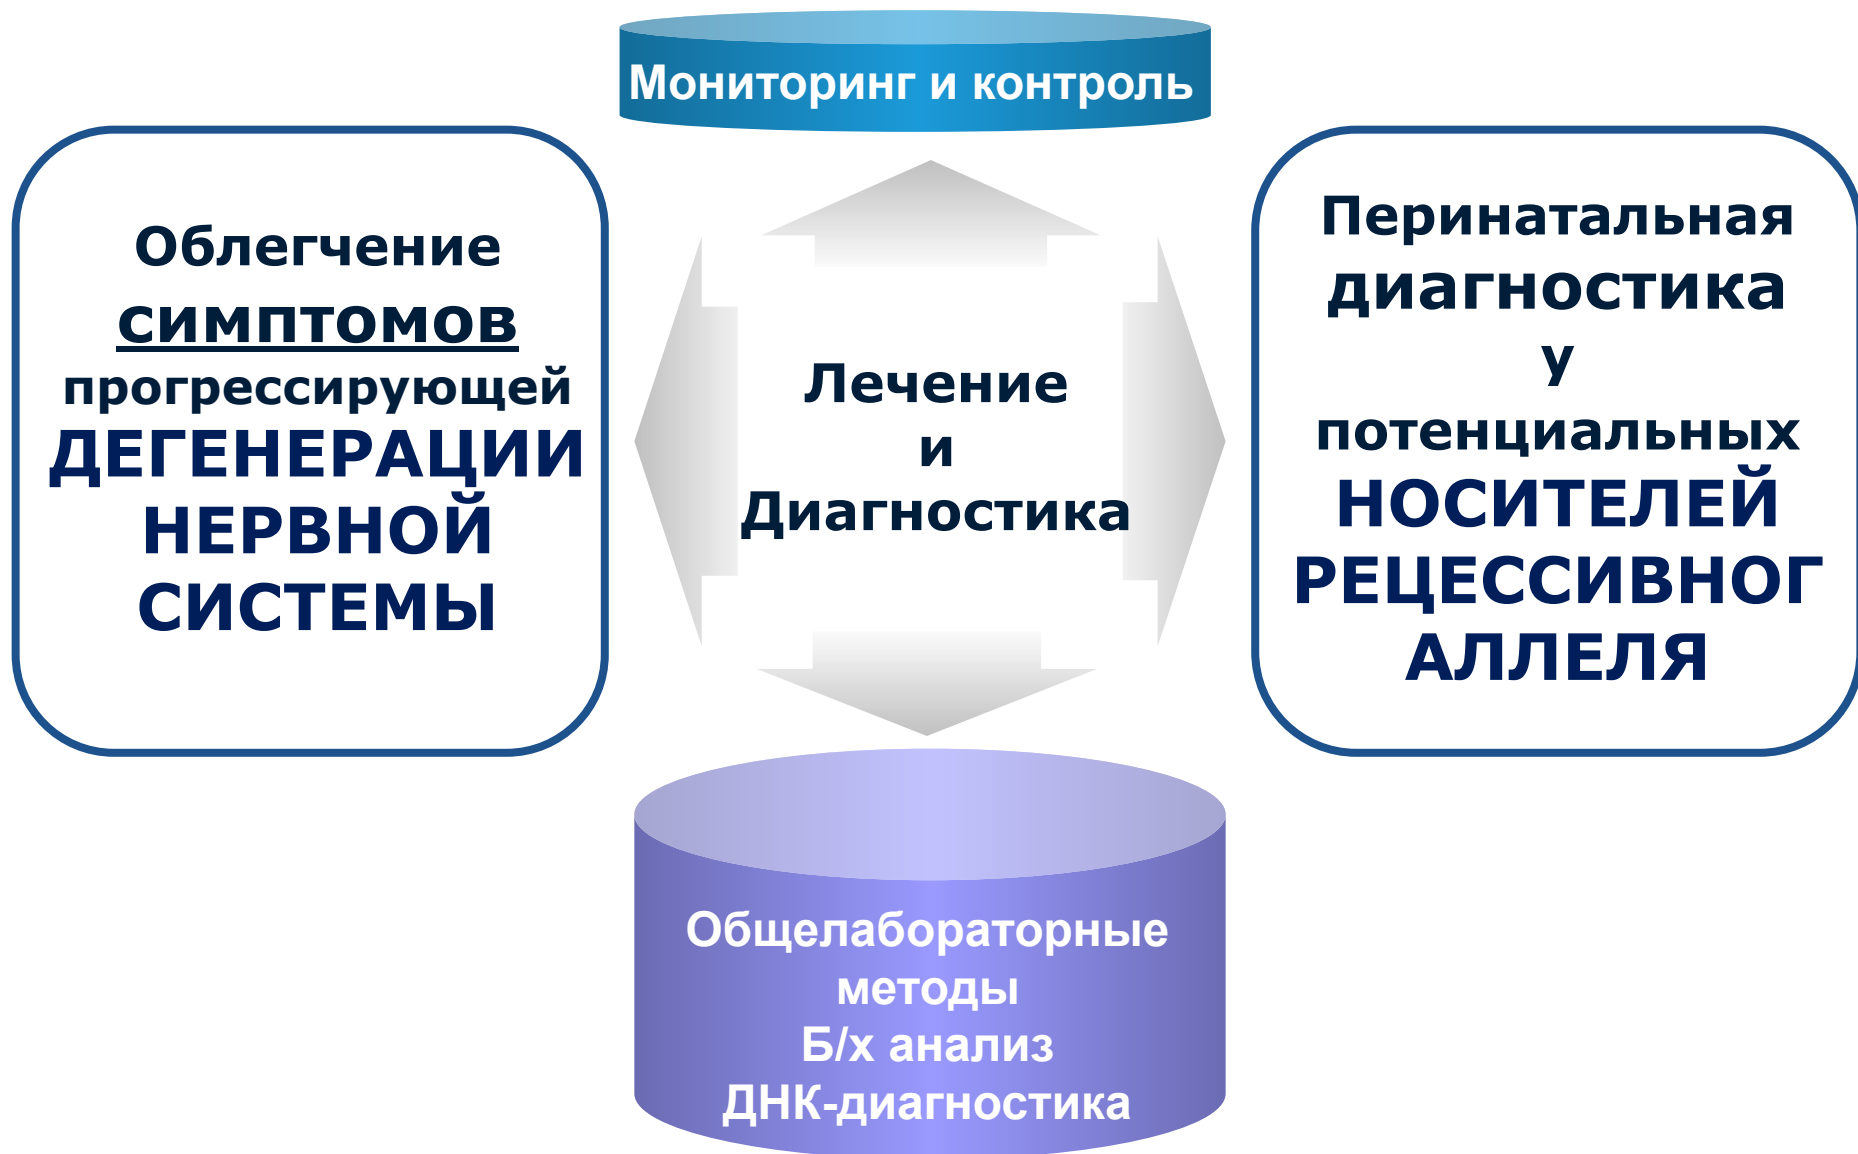 Мониторинг и контроль
Облегчение
симптомов
прогрессирующей
ДЕГЕНЕРАЦИИ
НЕРВНОЙ
СИСТЕМЫ
Лечение
и
Диагностика
Перинатальная
диагностика
у
потенциальных
НОСИТЕЛЕЙ
РЕЦЕССИВНОГ
АЛЛЕЛЯ
Общелабораторные
методы
Б/х анализ
ДНК-диагностика